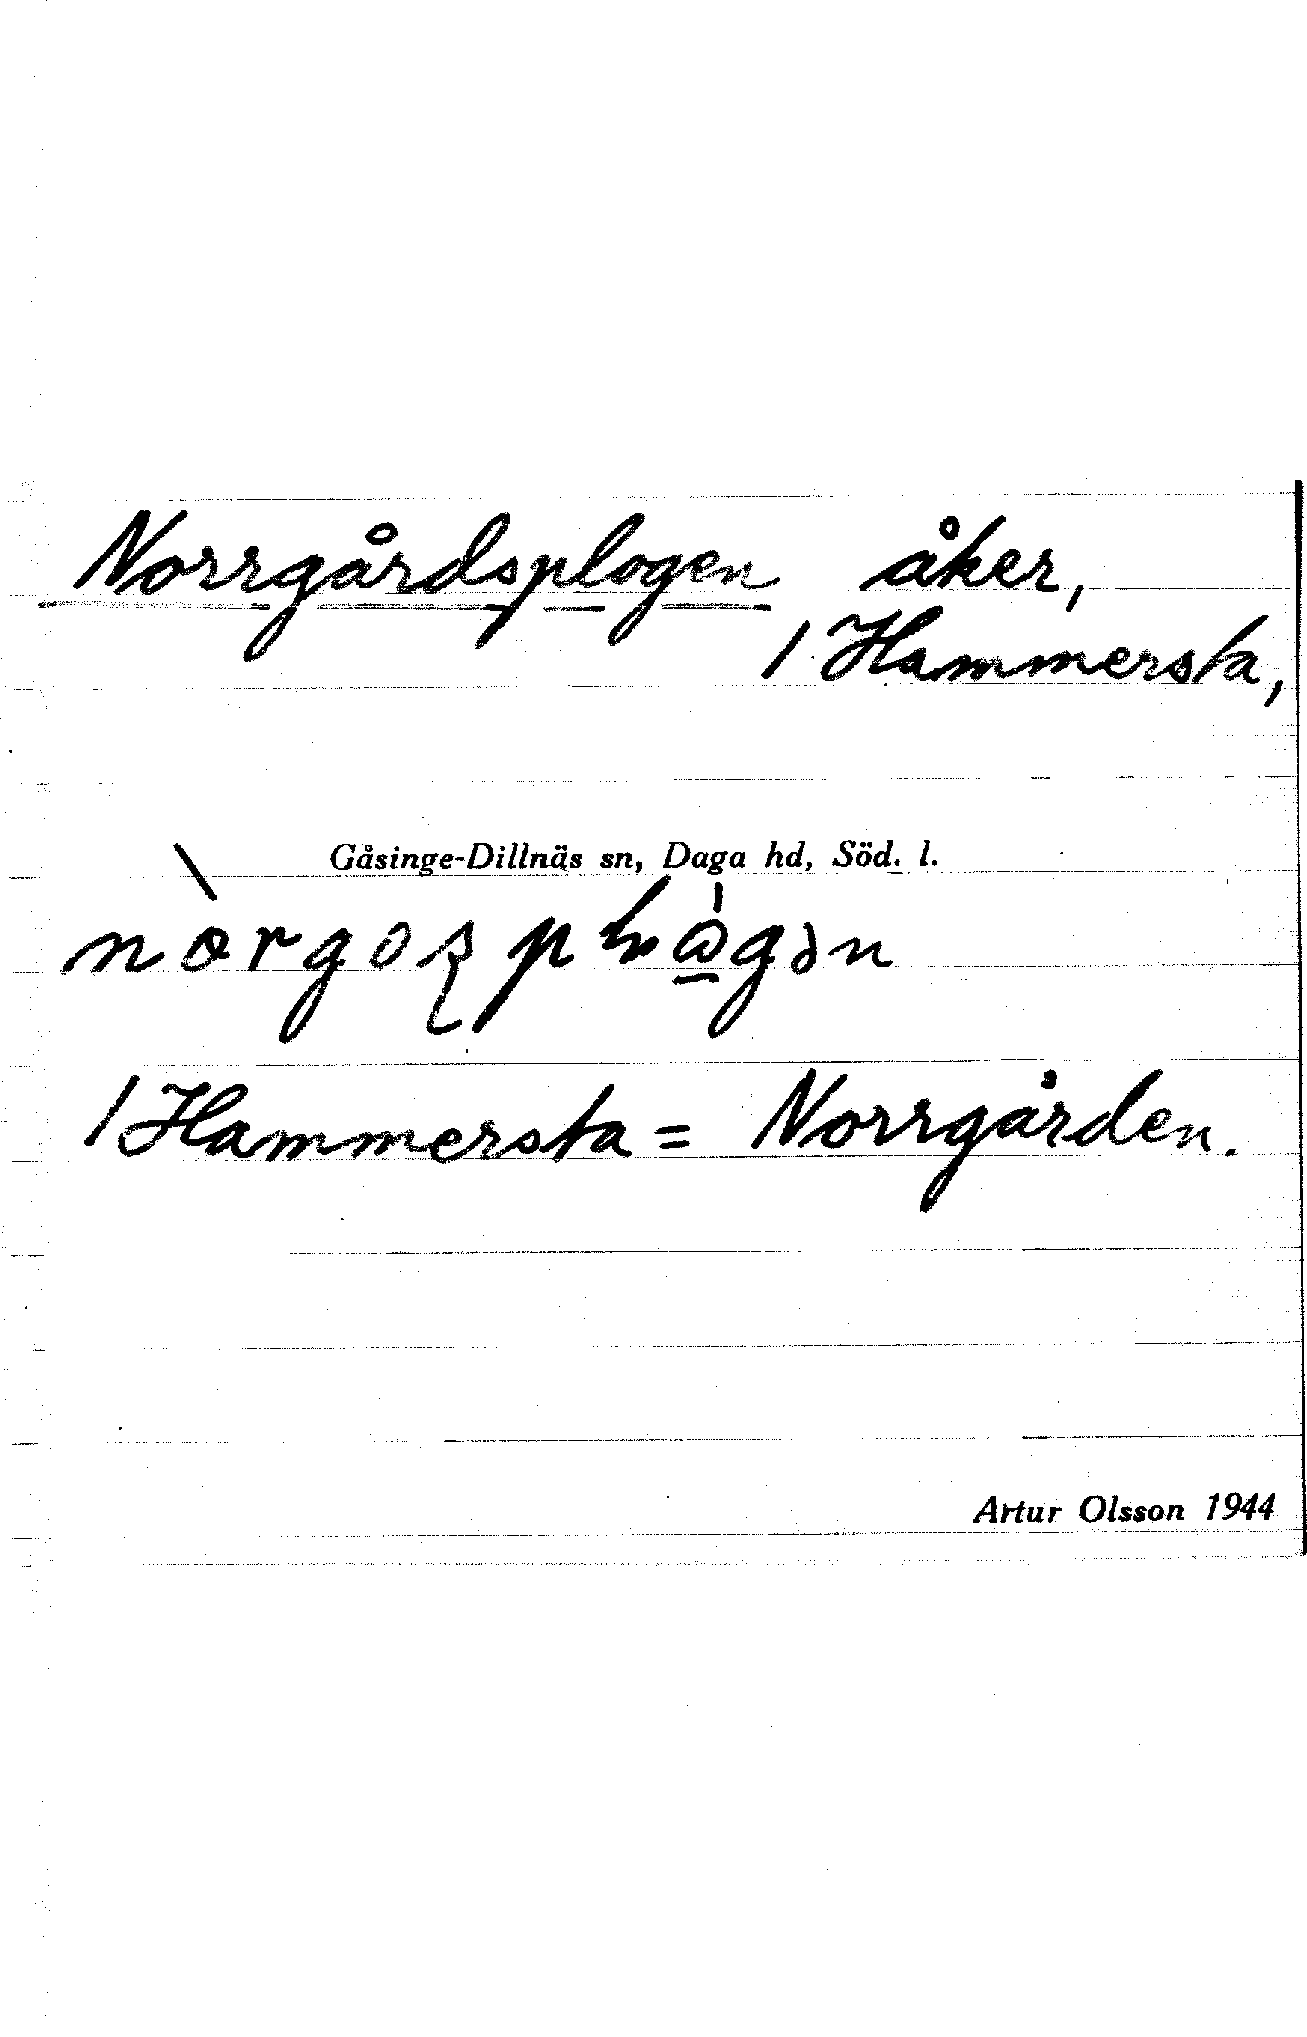 Norrgårdsplogen åker,
/ Hammersta,
Gåsinge-Dillnäs sn, Daga hd, Söd. l.
/ Hammersta = Norrgården.
Artur Olsson 1944